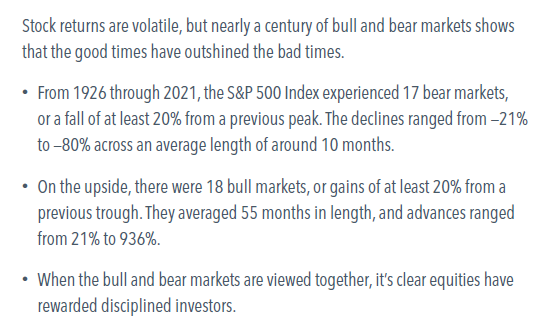 Stock returns are volatile, but nearly a century of bull and bear markets shows
that the good times have outshined the bad times.
• From 1926 through 2021, the S&P 500 Index experienced 17 bear markets,
or a fall of at least 20% from a previous peak. The declines ranged from –21%
to –80% across an average length of around 10 months.
• On the upside, there were 18 bull markets, or gains of at least 20% from a
previous trough. They averaged 55 months in length, and advances ranged
from 21% to 936%.
• When the bull and bear markets are viewed together, it’s clear equities have
rewarded disciplined investors.